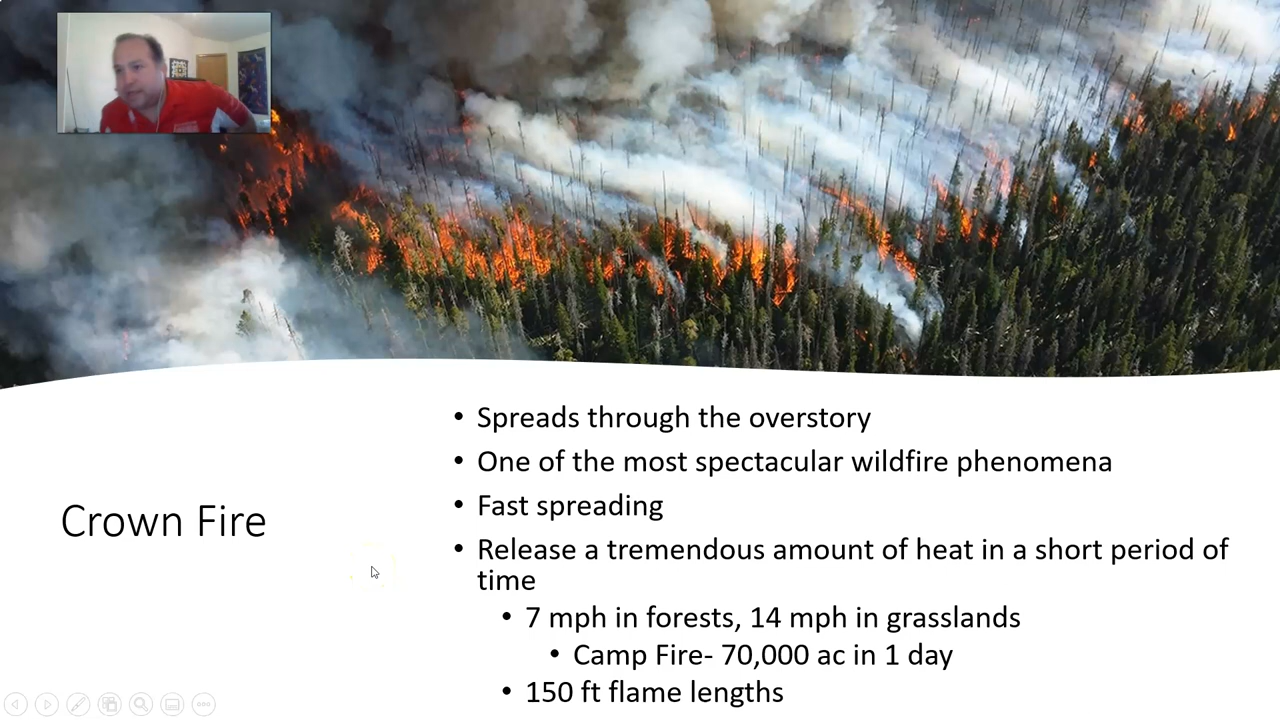 Crown Fire
• Spreads through the overstory
• One of the most spectacular wildfire phenomena
• Fast spreading
• Release a tremendous amount of heat in a short period of
time
• 7 mph in forests, 14 mph in grasslands
• Camp Fire- 70,000 ac in 1 day
• 150 ft flame lengths